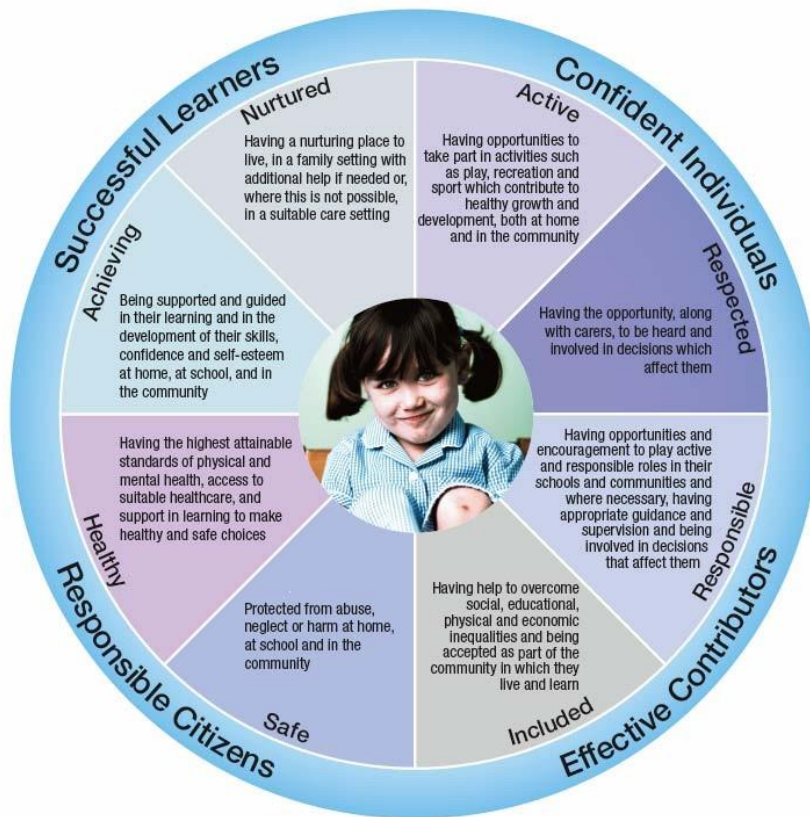 Successful Learners
Confident Individuals
Nurtured
Having a nurturing place to
live, in a family setting with
additional help if needed or,
where this is not possible,
in a suitable care setting
Active
Having opportunities to
take part in activities such
as play, recreation and
sport which contribute to
healthy growth and
development, both at home
and in the community
Achieving
Being supported and guided
in their learning and in the
development of their skills,
confidence and self-esteem
at home, at school, and in
the community
Respected
Having the opportunity, along
with carers, to be heard and
involved in decisions which
affect them
Healthy
Having the highest attainable
standards of physical and
mental health, access to
suitable healthcare, and
support in learning to make
healthy and safe choices
Responsible
Having opportunities and
encouragement to play active
and responsible roles in their
schools and communities and
where necessary, having
appropriate guidance and
supervision and being
involved in decisions
that affect them
Safe
Protected from abuse,
neglect or harm at home,
at school and in the
community
Included
Having help to overcome
social, educational,
physical and economic
inequalities and being
accepted as part of the
community in which they
live and learn
Responsible Citizens
Effective Contributors